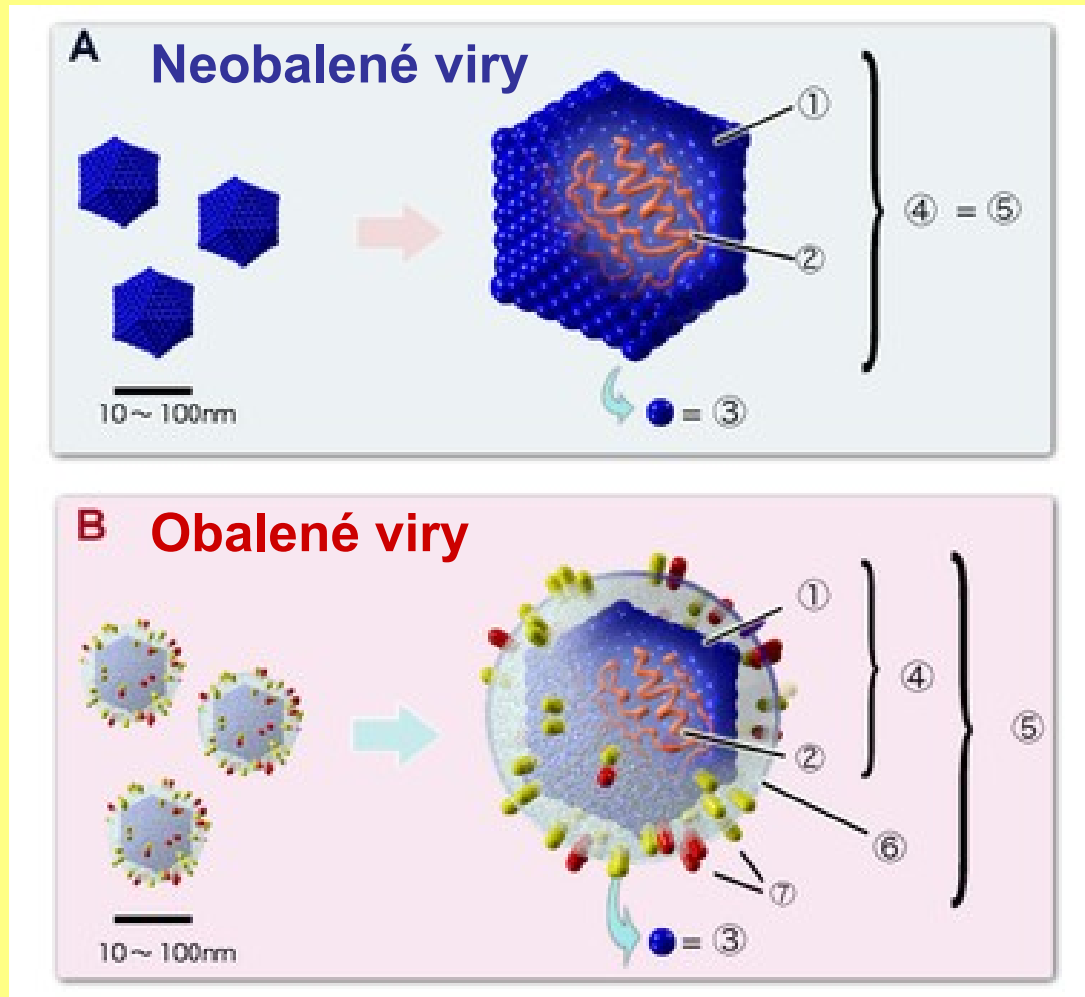 A Neobalené viry
①
④ = ⑤
②
10～100nm
= ③
B Obalené viry
①
④
⑤
②
⑥
⑦
10～100nm
= ③